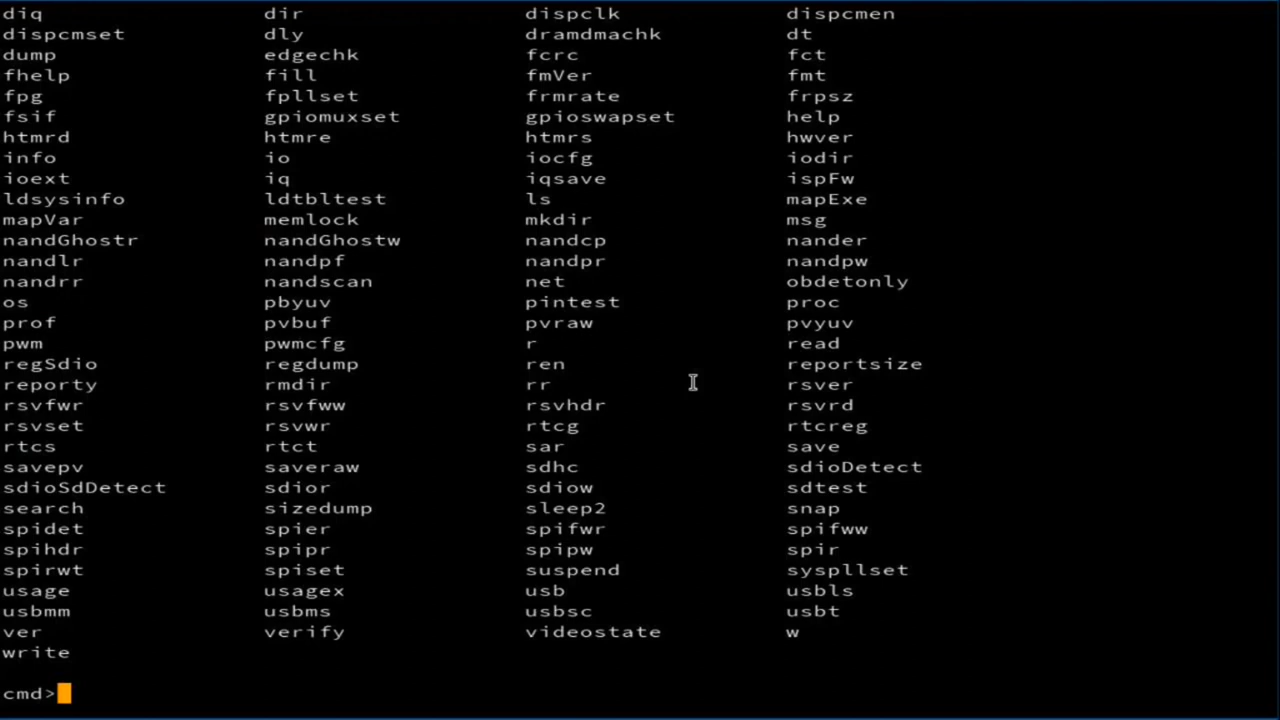 diq dir dispclk dispcmen
dispcmset dly dramdmachk dt
dump edgechk fcrc fct
fhelp fill fmVer fmt
fpg fpllset frmrate frpsz
fsif gpiomuxset gpioswapset help
htmrd htmre htmrs hwver
info io iocfg iodir
ioext iq iqsave ispFw
ldsysinfo ldtbltest ls mapExe
mapVar memlock mkdir msg
nandGhostr nandGhostw nandcp nander
nandlr nandpf nandpr nandpw
nandrr nandscan net obdetonly
os pbyuv pintest proc
prof pvbuf pvraw pvyuv
pwm pwmcfg r read
regSdio regdump ren reportsize
reporty rmdir rr rsver
rsvfwr rsvfww rsvhdr rsvrd
rsvset rsvwr rtcg rtcreg
rtcs rtct sar save
savepv saveraw sdhc sdioDetect
sdioSdDetect sdior sdiow sdtest
search sizedump sleep2 snap
spidet spier spifwr spifww
spihdr spipr spipw spir
spirwt spiset suspend syspllset
usage usagex usb usbls
usbmm usbms usbsc usbt
ver verify videostate w
write
cmd>